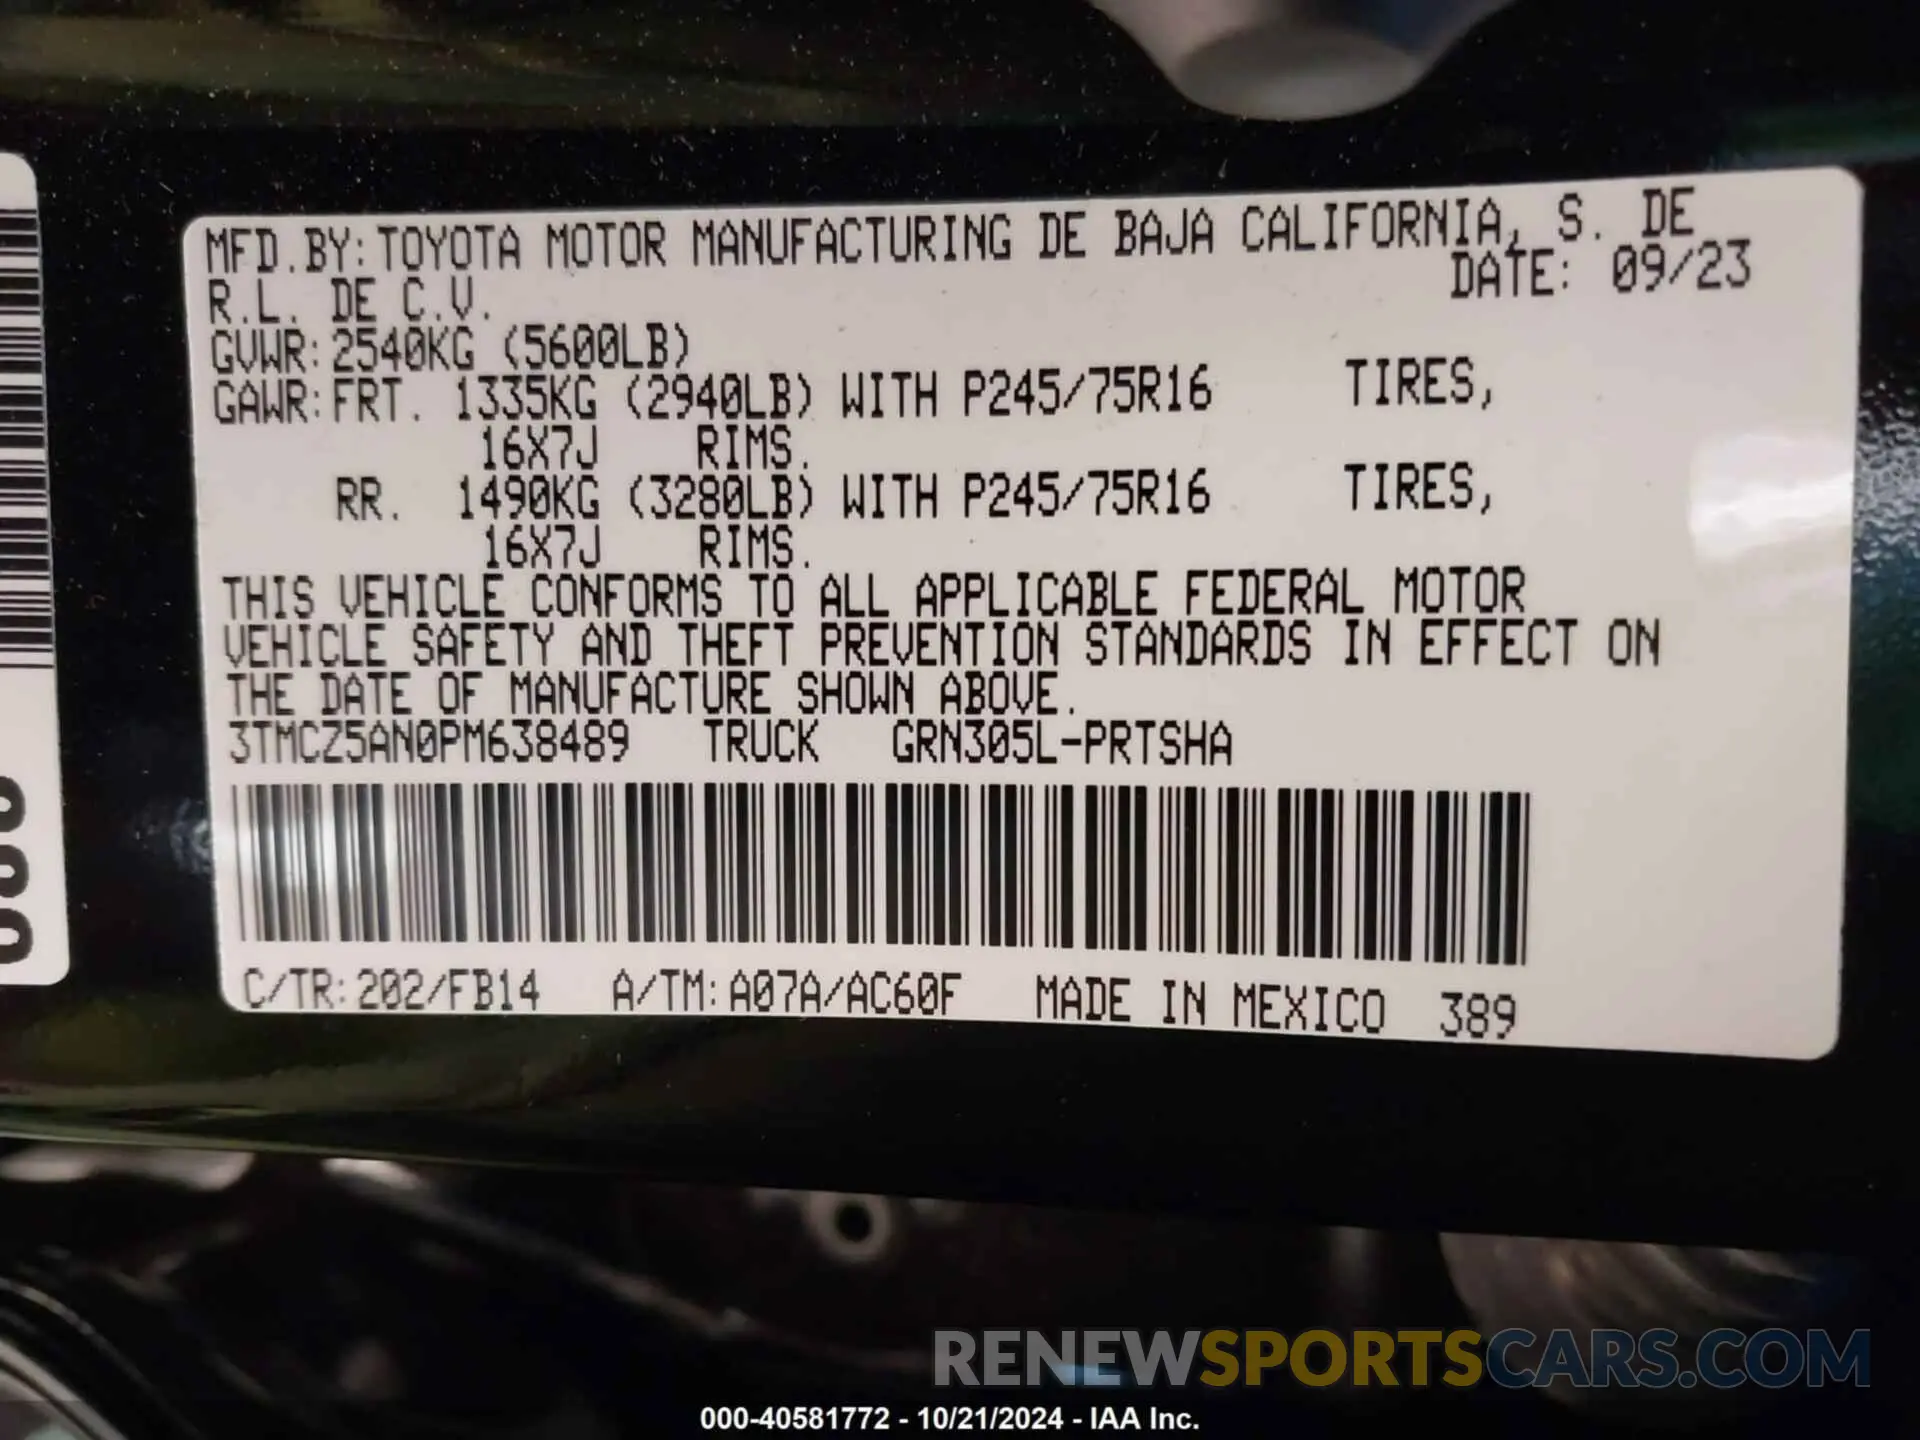 MFD.BY:TOYOTA MOTOR MANUFACTURING DE BAJA CALIFORNIA, S. DE
R.L. DE C.V. DATE: 09/23
GVWR:2540KG (5600LB)
GAWR:FRT. 1335KG (2940LB) WITH P245/75R16 TIRES,
16X7J RIMS.
RR. 1490KG (3280LB) WITH P245/75R16 TIRES,
16X7J RIMS.
THIS VEHICLE CONFORMS TO ALL APPLICABLE FEDERAL MOTOR
VEHICLE SAFETY AND THEFT PREVENTION STANDARDS IN EFFECT ON
THE DATE OF MANUFACTURE SHOWN ABOVE.
3TMCZ5AN0PM638489 TRUCK GRN305L-PRTSHA
C/TR:202/FB14 A/TM:A07A/AC60F MADE IN MEXICO 389
RENEWSPORTSCARS.COM
000-40581772 - 10/21/2024 - IAA Inc.